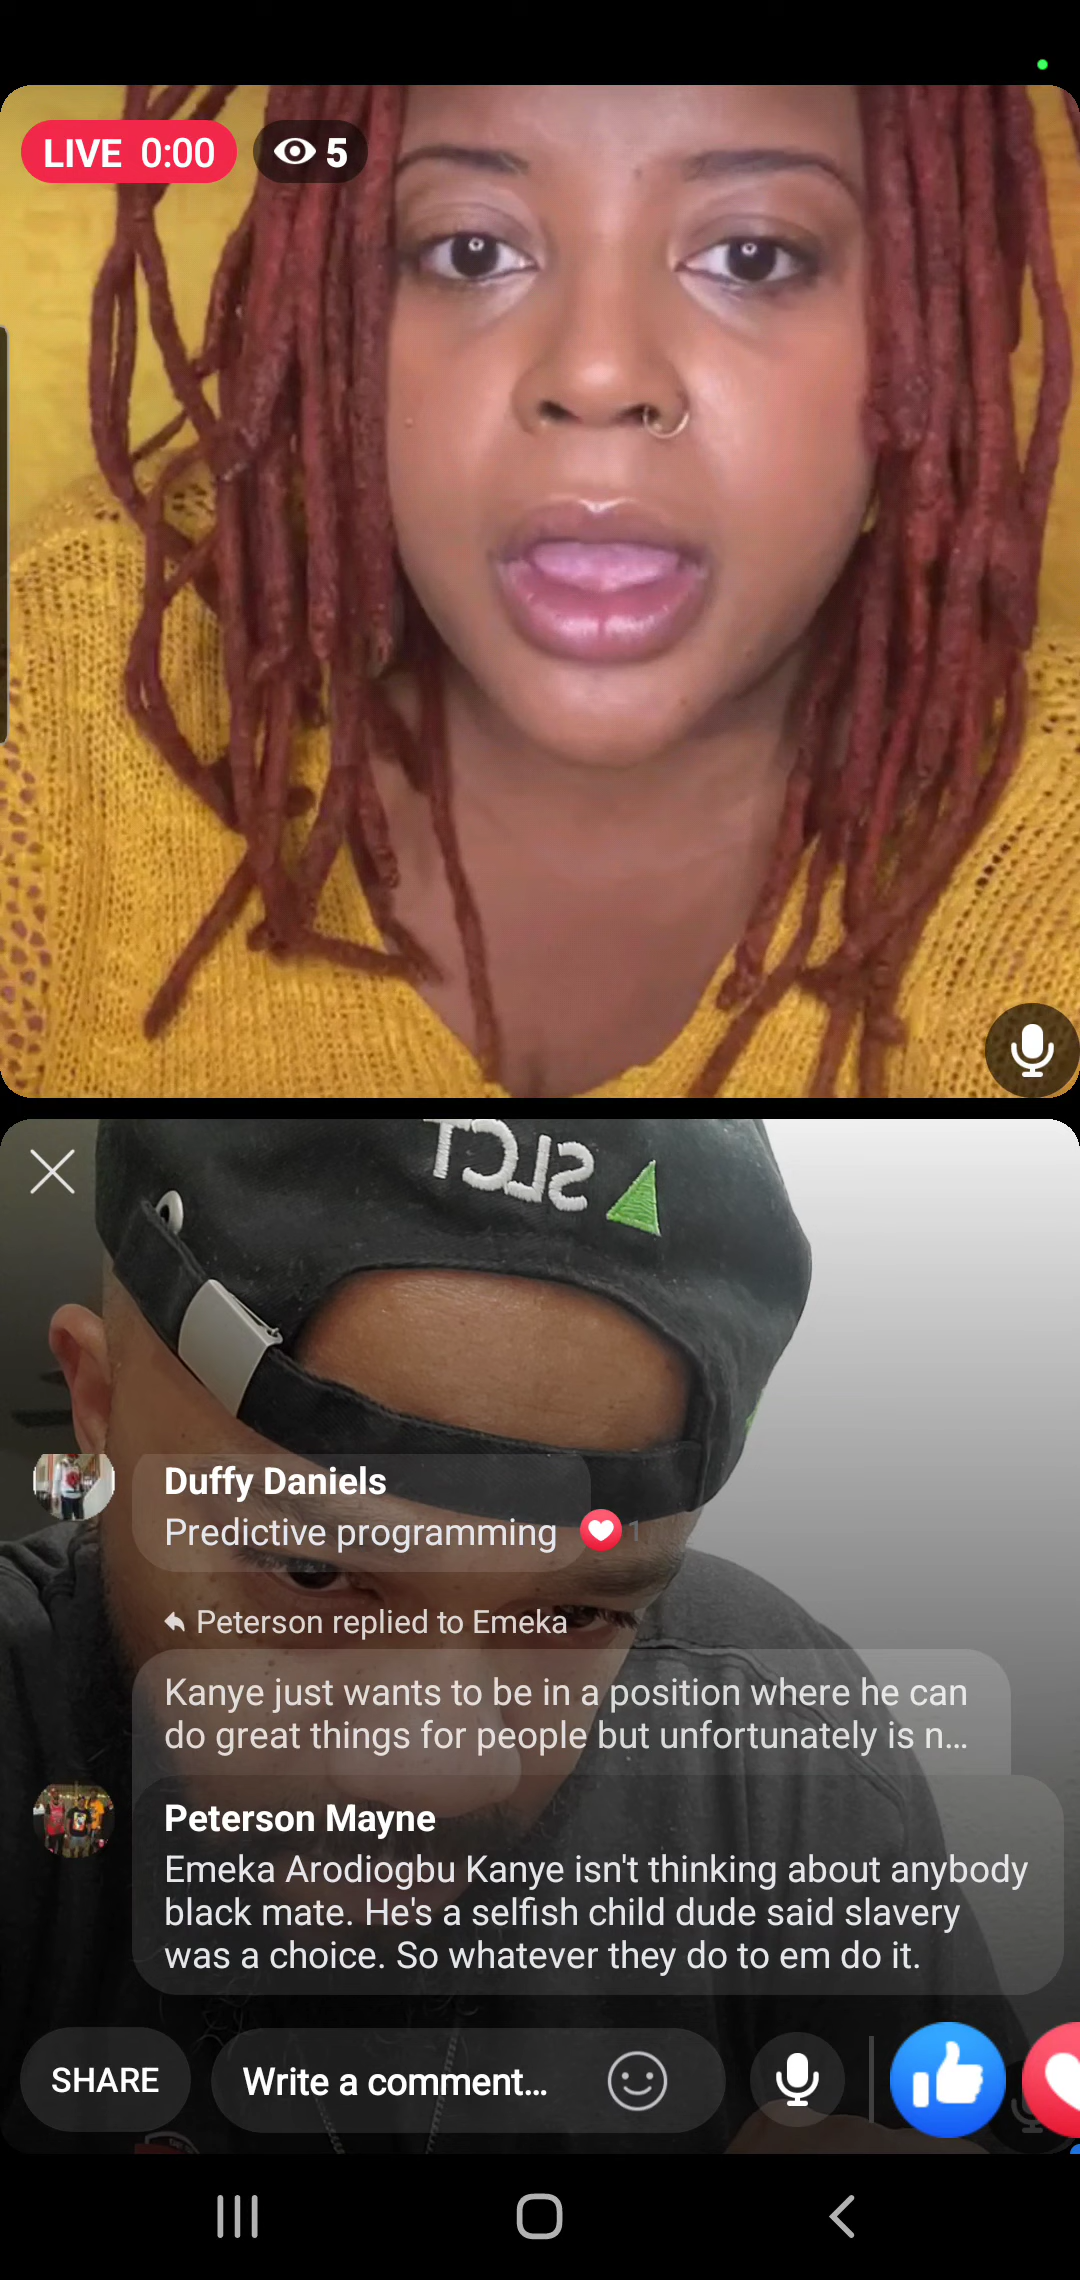 LIVE 0:00 5
SLCT
Duffy Daniels
Predictive programming 1
Peterson replied to Emeka
Kanye just wants to be in a position where he can
do great things for people but unfortunately is n...
Peterson Mayne
Emeka Arodiogbu Kanye isn't thinking about anybody
black mate. He's a selfish child dude said slavery
was a choice. So whatever they do to em do it.
SHARE Write a comment...